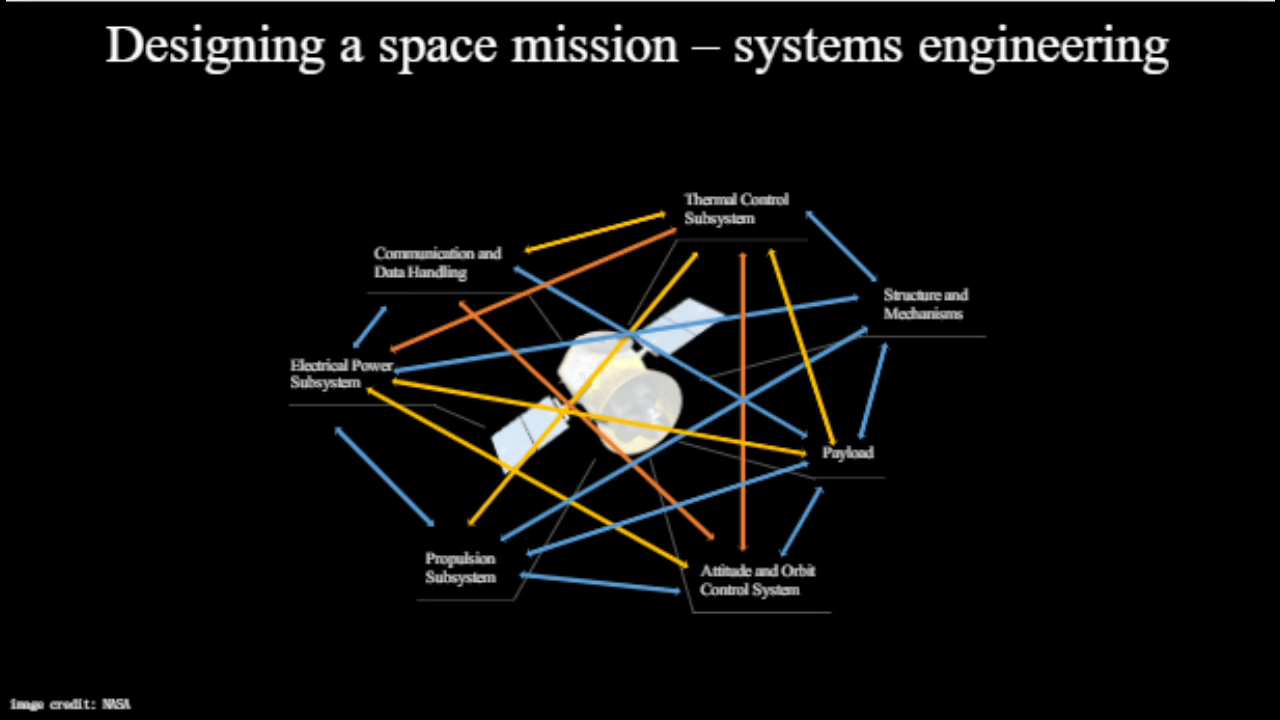 Designing a space mission – systems engineering
Thermal Control
Subsystem
Communication and
Data Handling
Structure and
Mechanisms
Electrical Power
Subsystem
Payload
Propulsion
Subsystem
Attitude and Orbit
Control System
image credit: NASA